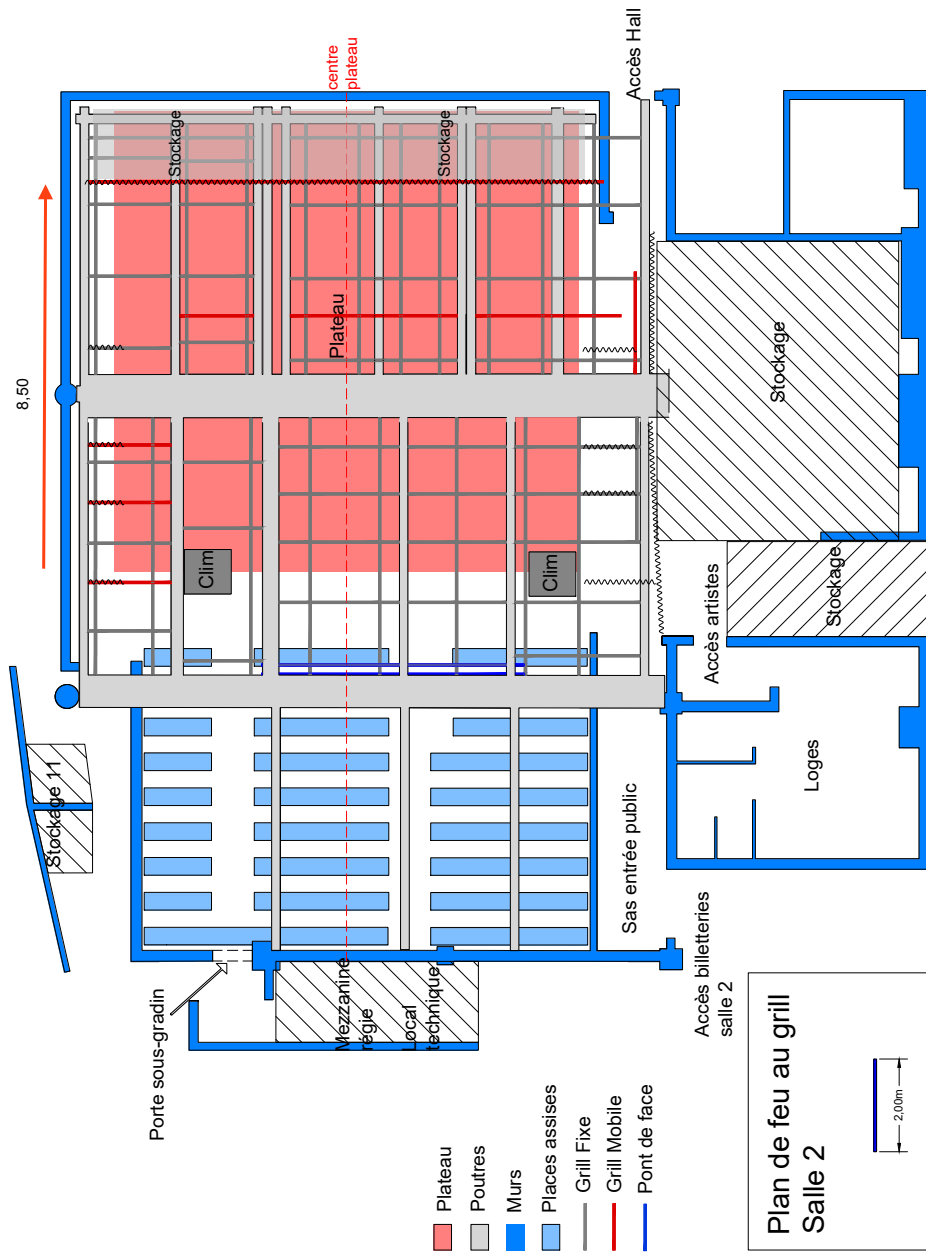 8,50
centre
plateau
Accès Hall
Stockage
Stockage
Plateau
Stockage
Clim
Clim
Stockage
Accès artistes
Stockage 11
Loges
Sas entrée public
Porte sous-gradin
Mezzanine
régie
Local
technique
Accès billetteries
salle 2
Plateau
Poutres
Murs
Places assises
Grill Fixe
Grill Mobile
Pont de face
Plan de feu au grill
Salle 2
2,00m